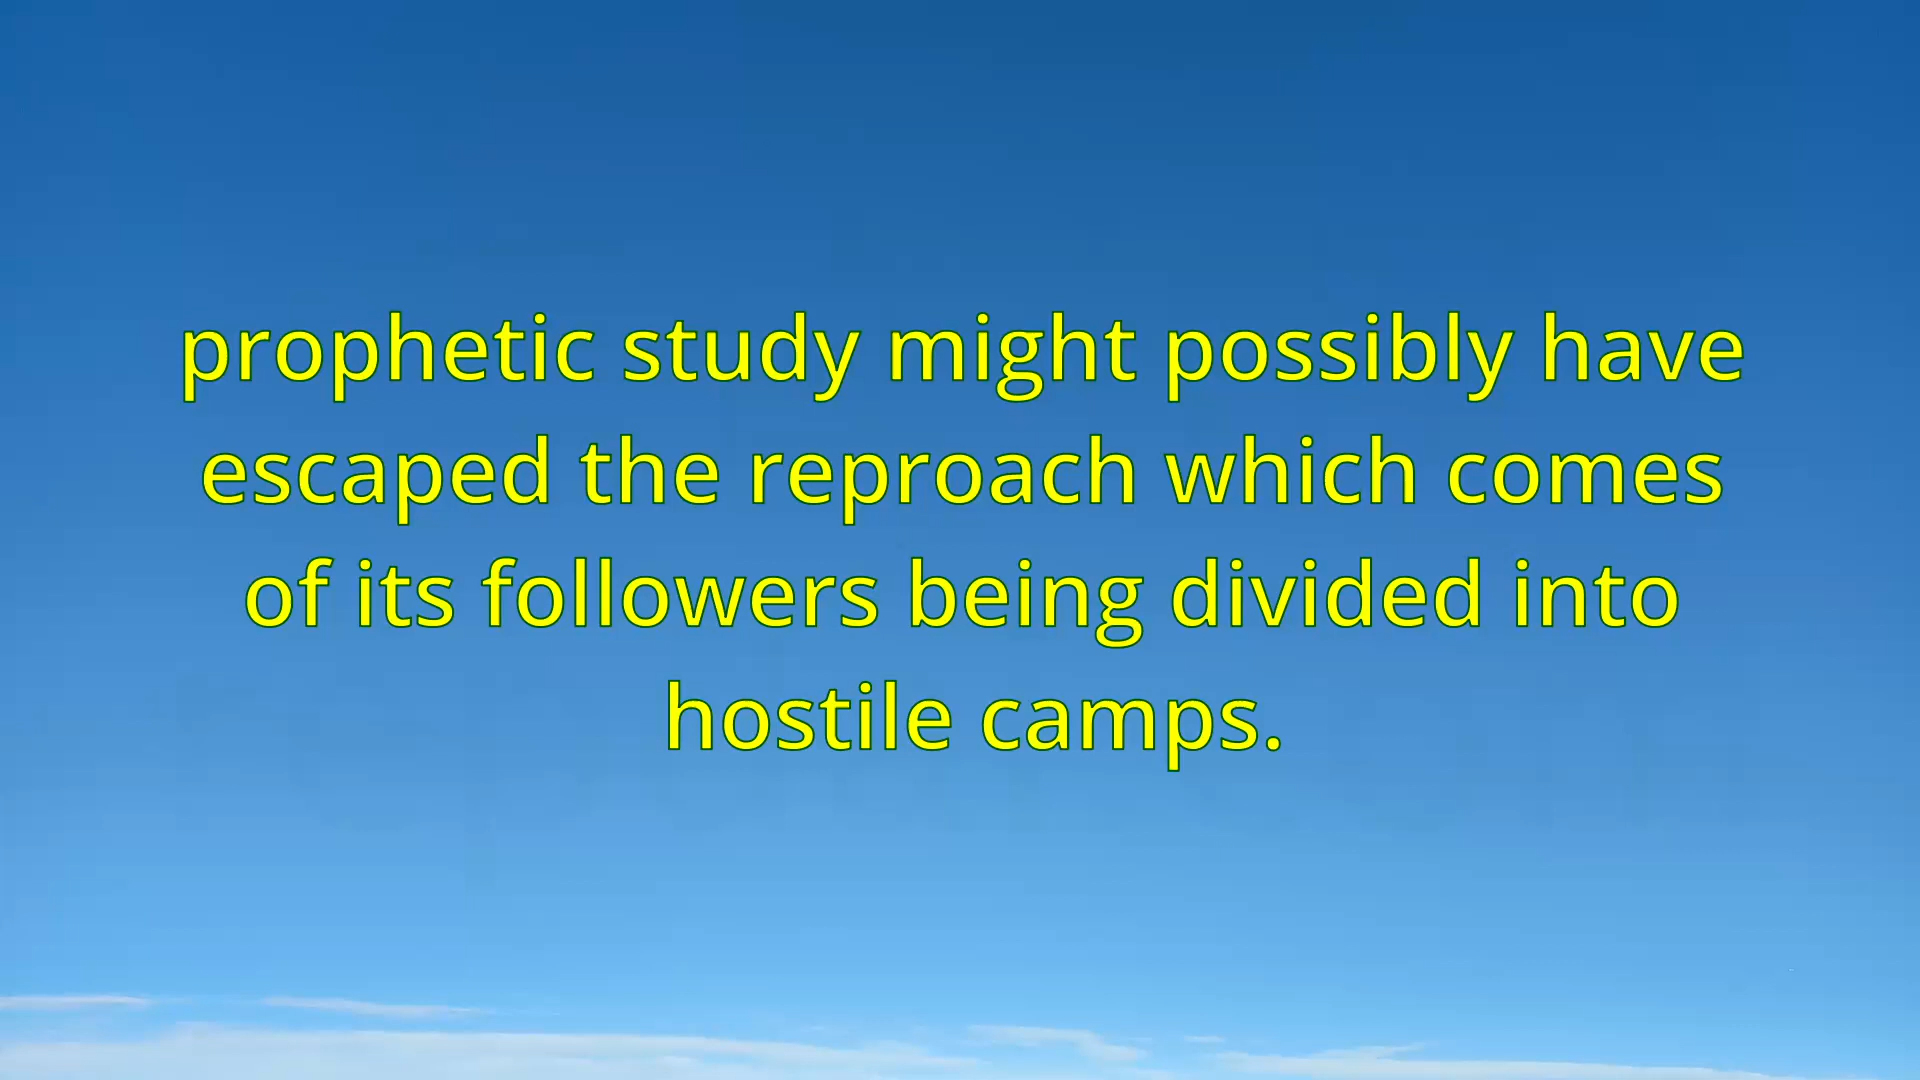 prophetic study might possibly have
escaped the reproach which comes
of its followers being divided into
hostile camps.